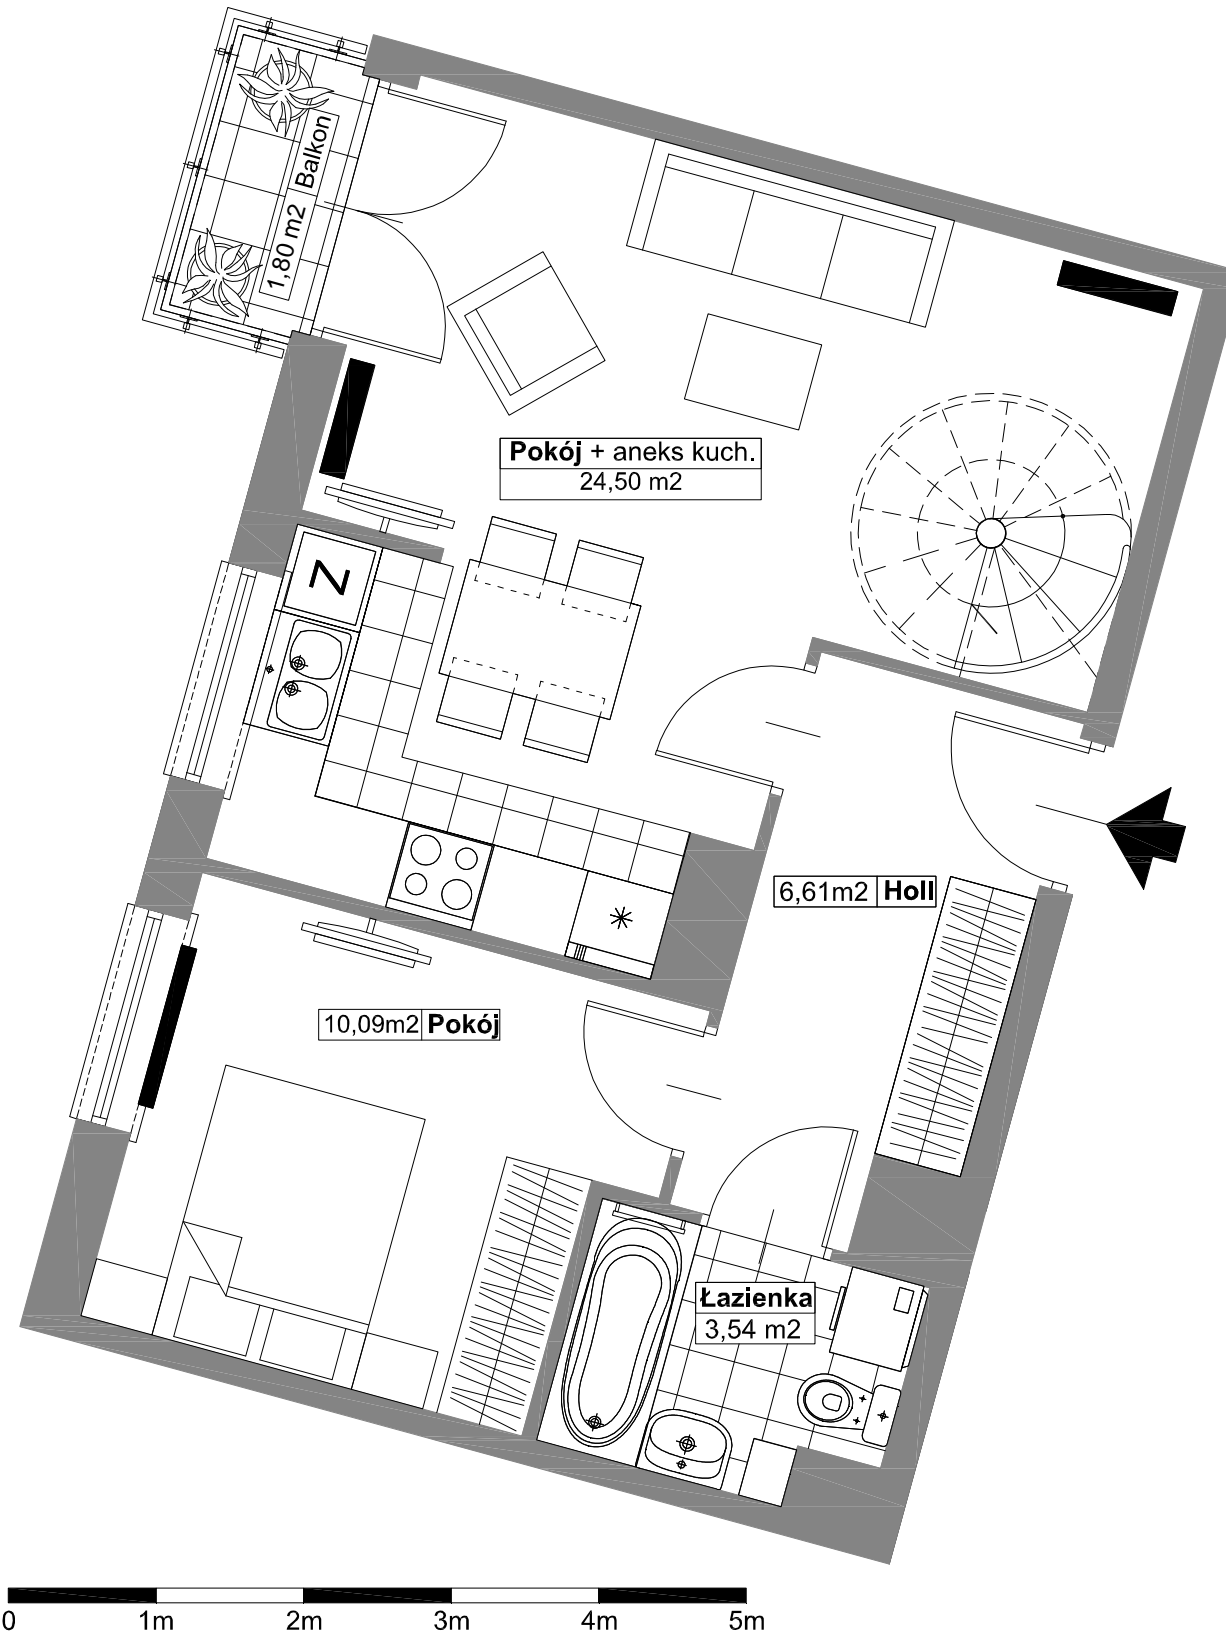 Balkon
1,80 m2
Pokój + aneks kuch.
24,50 m2
Z
6,61m2 Holl
10,09m2 Pokój
Łazienka
3,54 m2
0 1m 2m 3m 4m 5m